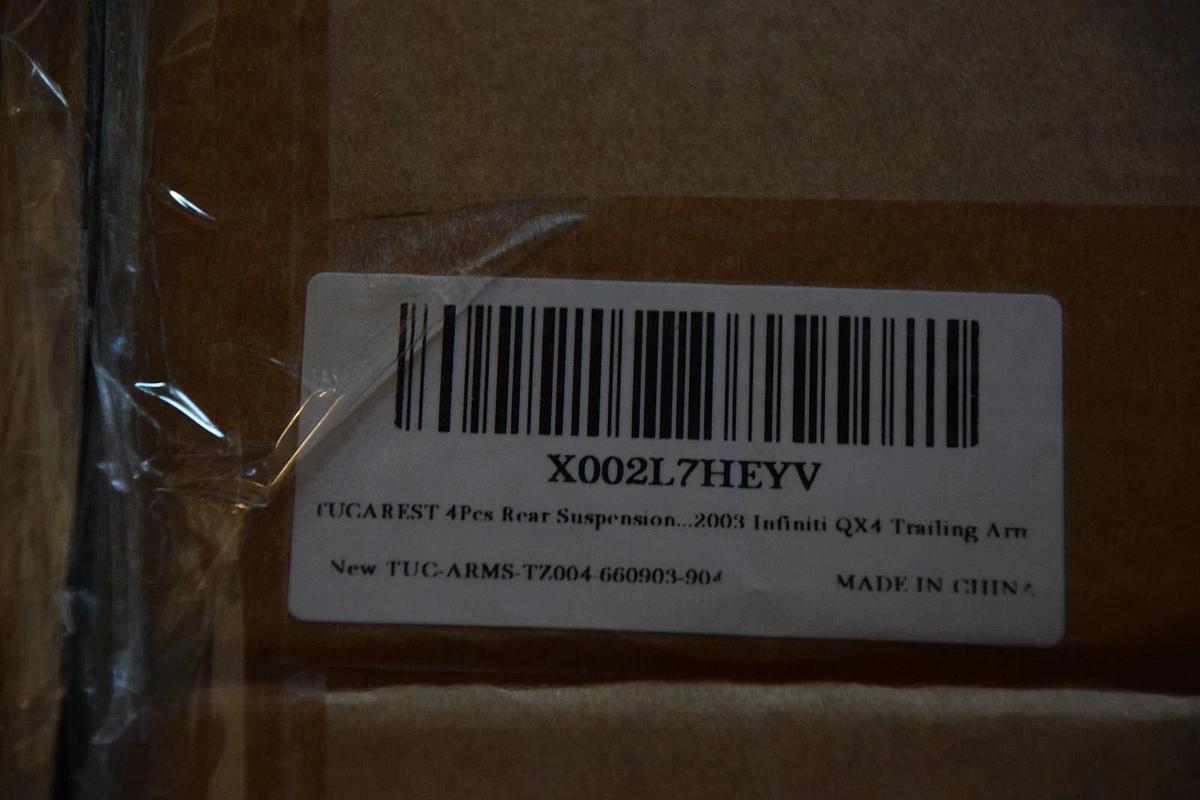 X002L7HEYV
TUCAREST 4Pcs Rear Suspension...2003 Infiniti QX4 Trailing Arm
New TUC-ARMS-TZ004-660903-904
MADE IN CHINA